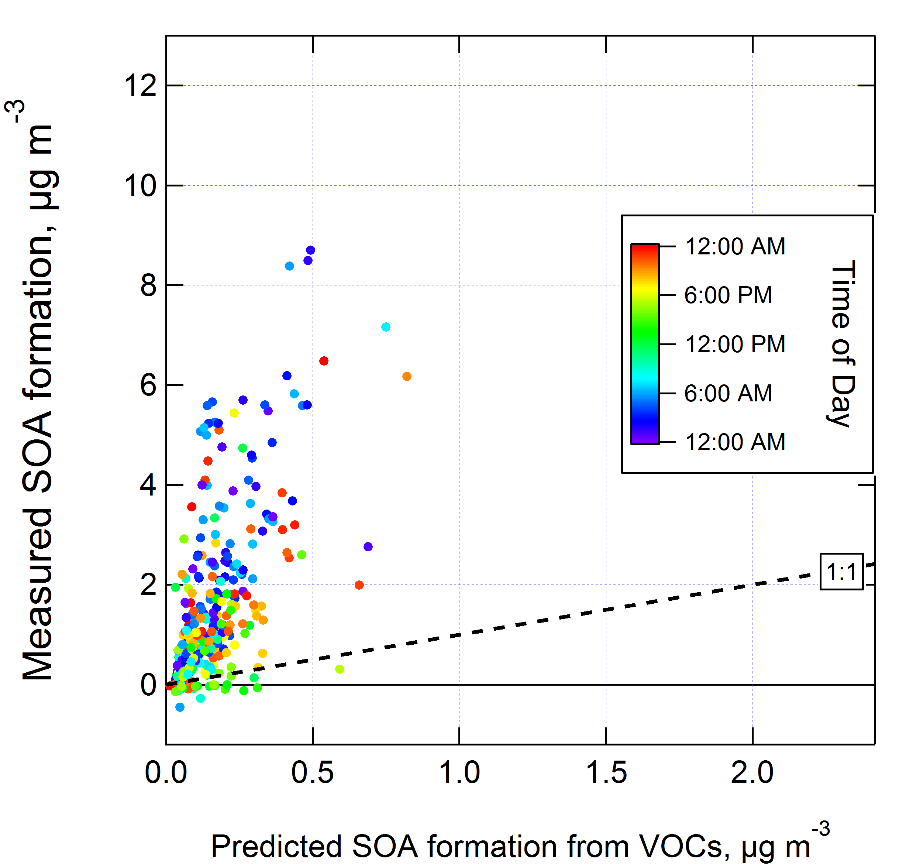 12
10
8
6
4
2
0
Measured SOA formation, µg m-3
12:00 AM
6:00 PM
12:00 PM
6:00 AM
12:00 AM
Time of Day
1:1
0.0 0.5 1.0 1.5 2.0
Predicted SOA formation from VOCs, µg m-3